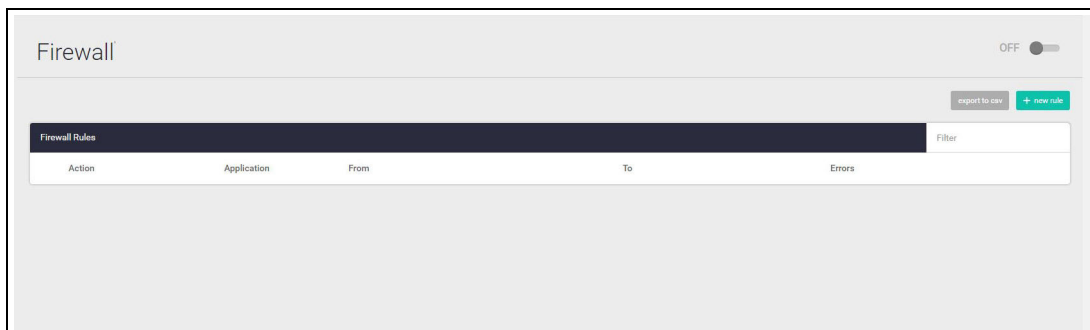 Firewall
OFF
export to csv
+ new rule
Firewall Rules
Filter
Action Application From To Errors